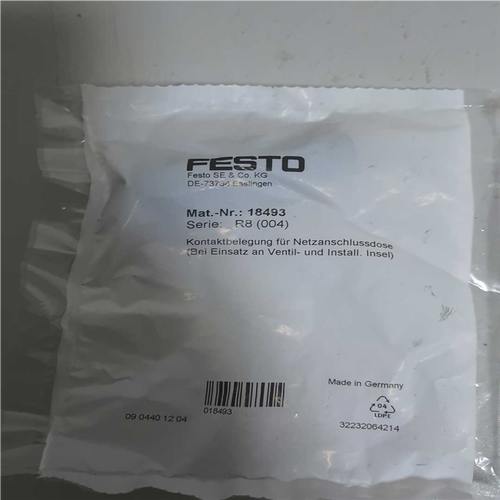 FESTO
Festo SE & Co. KG
DE-73734 Esslingen
Mat.-Nr.: 18493
Serie: R8 (004)
Kontaktbelegung für Netzanschlussdose
(Bei Einsatz an Ventil- und Install. Insel)
Made in Germany
09 0440 12 04
018493
04
LDPE
32232064214